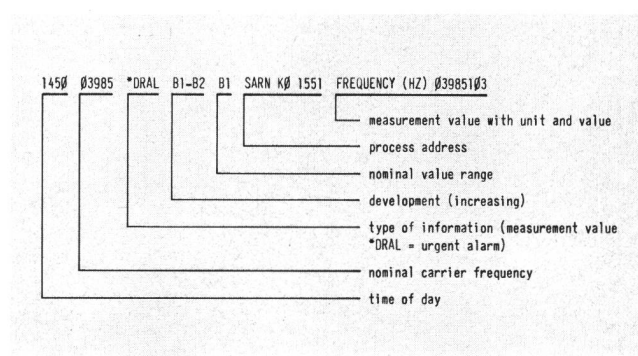 145Ø Ø3985 *DRAL B1-B2 B1 SARN KØ 1551 FREQUENCY (HZ) Ø39851Ø3
measurement value with unit and value
process address
nominal value range
development (increasing)
type of information (measurement value
*DRAL = urgent alarm)
nominal carrier frequency
time of day